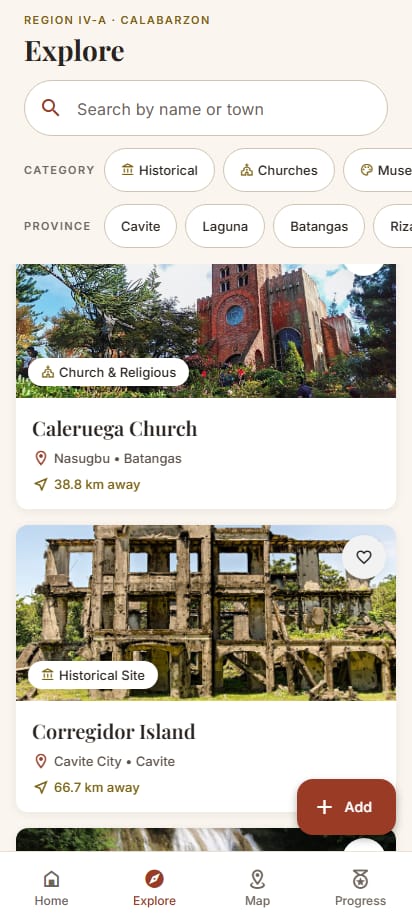 REGION IV-A · CALABARZON
Explore
Search by name or town
CATEGORY
Historical
Churches
Muse
PROVINCE
Cavite
Laguna
Batangas
Riza
Church & Religious
Caleruega Church
Nasugbu • Batangas
38.8 km away
Historical Site
Corregidor Island
Cavite City • Cavite
66.7 km away
Add
Home
Explore
Map
Progress